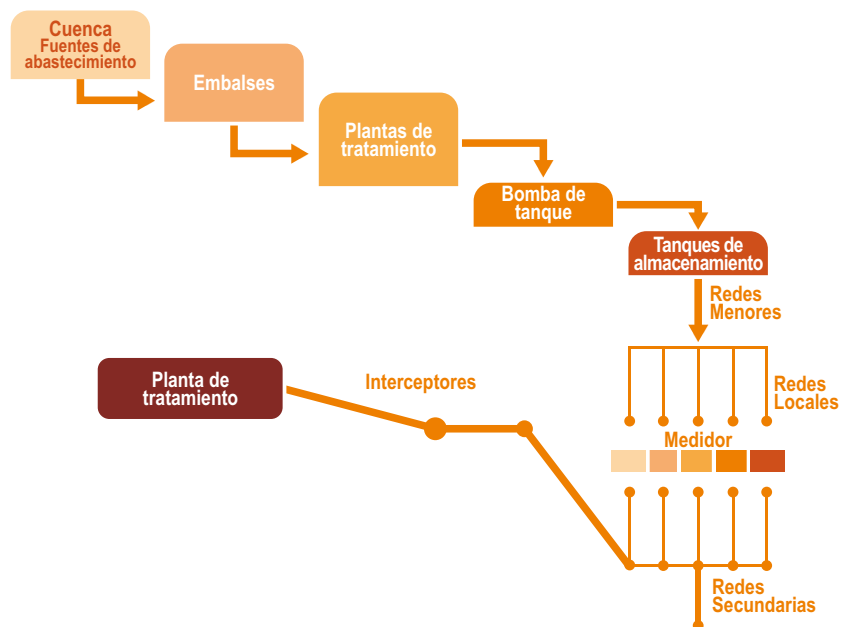 Cuenca
Fuentes de
abastecimiento
Embalses
Plantas de
tratamiento
Bomba de
tanque
Tanques de
almacenamiento
Redes
Menores
Planta de
tratamiento
Interceptores
Redes
Locales
Medidor
Redes
Secundarias